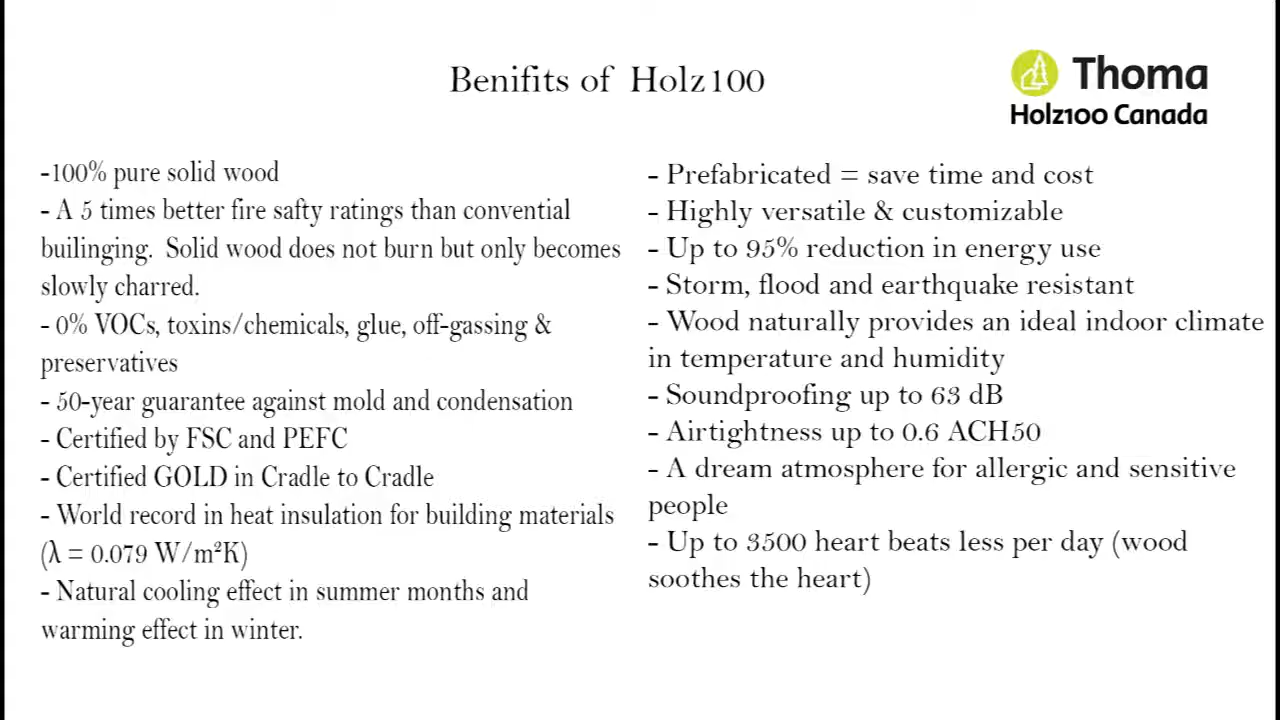 Benifits of Holz100
Thoma
Holz100 Canada
-100% pure solid wood
- A 5 times better fire safty ratings than convential
builinging. Solid wood does not burn but only becomes
slowly charred.
- 0% VOCs, toxins/chemicals, glue, off-gassing &
preservatives
- 50-year guarantee against mold and condensation
- Certified by FSC and PEFC
- Certified GOLD in Cradle to Cradle
- World record in heat insulation for building materials
(λ = 0.079 W/m²K)
- Natural cooling effect in summer months and
warming effect in winter.
- Prefabricated = save time and cost
- Highly versatile & customizable
- Up to 95% reduction in energy use
- Storm, flood and earthquake resistant
- Wood naturally provides an ideal indoor climate
in temperature and humidity
- Soundproofing up to 63 dB
- Airtightness up to 0.6 ACH50
- A dream atmosphere for allergic and sensitive
people
- Up to 3500 heart beats less per day (wood
soothes the heart)